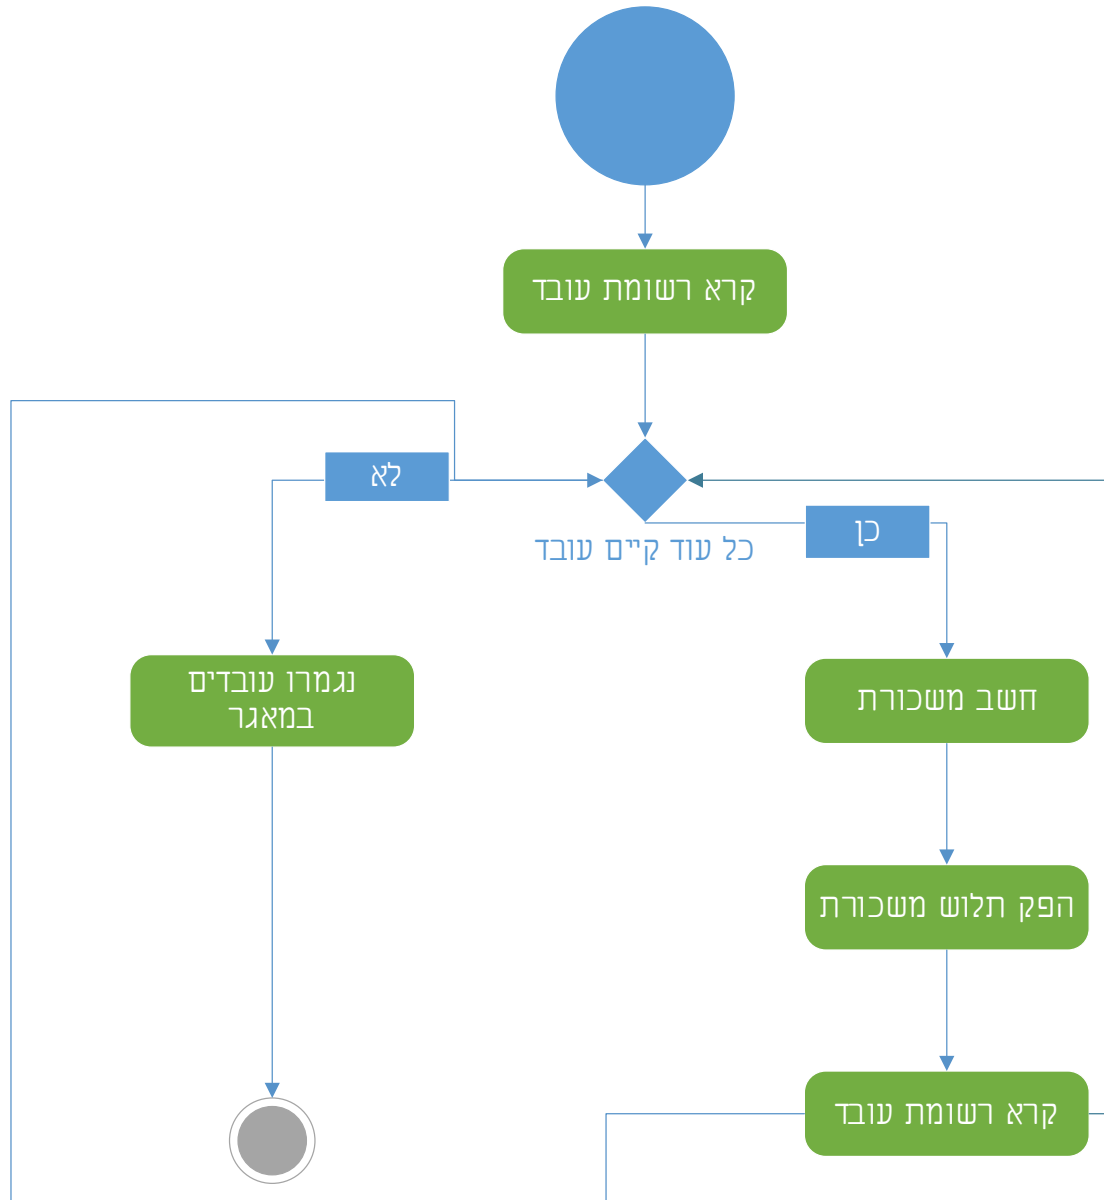 קרא רשומת עובד
לא
כן
כל עוד קיים עובד
נגמרו עובדים
במאגר
חשב משכורת
הפק תלוש משכורת
קרא רשומת עובד